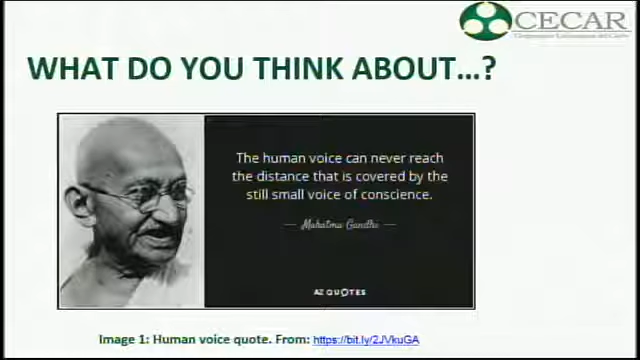 CECAR
WHAT DO YOU THINK ABOUT...?
The human voice can never reach
the distance that is covered by the
still small voice of conscience.
— Mahatma Gandhi —
AZ QUOTES
Image 1: Human voice quote. From: https://bit.ly/2JVkuGA